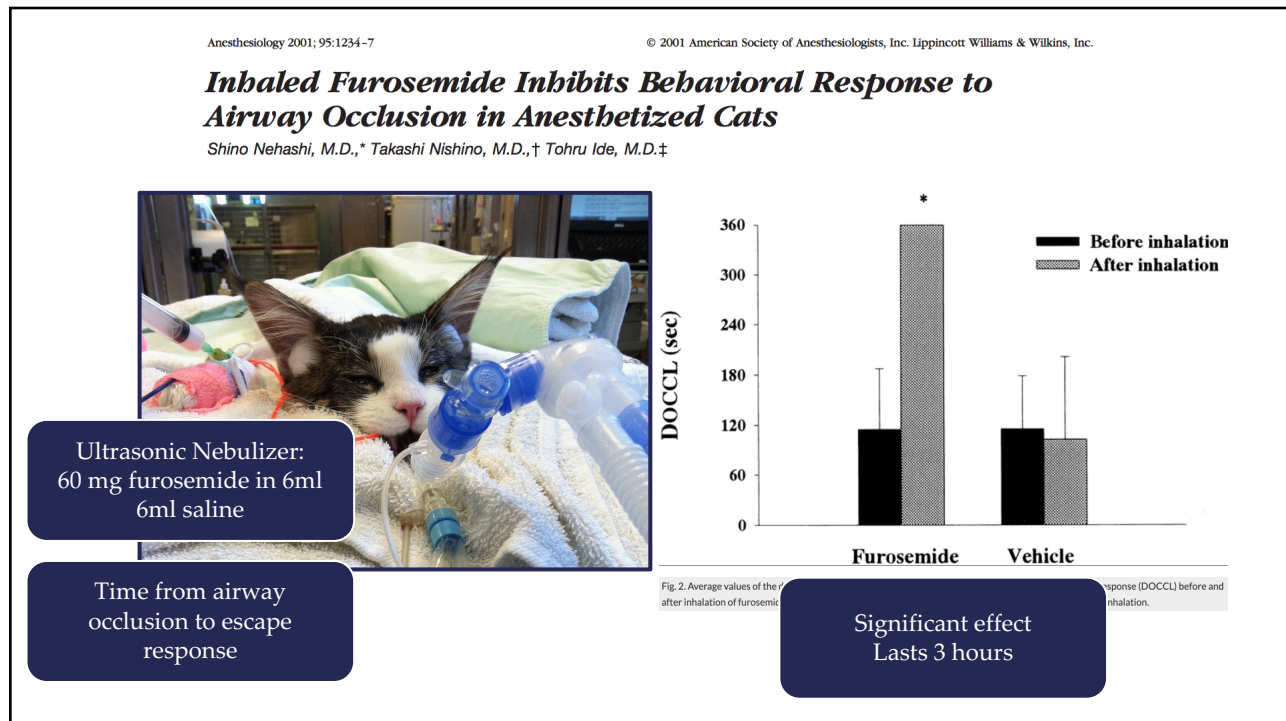 Anesthesiology 2001; 95:1234–7
© 2001 American Society of Anesthesiologists, Inc. Lippincott Williams & Wilkins, Inc.
Inhaled Furosemide Inhibits Behavioral Response to
Airway Occlusion in Anesthetized Cats
Shino Nehashi, M.D.,* Takashi Nishino, M.D.,† Tohru Ide, M.D.‡
Ultrasonic Nebulizer:
60 mg furosemide in 6ml
6ml saline
Time from airway
occlusion to escape
response
*
360
300
240
180
120
60
0
DOCCL (sec)
Before inhalation
After inhalation
Furosemide
Vehicle
Fig. 2. Average values of the
esponse (DOCCL) before and
after inhalation of
nhalation.
Significant effect
Lasts 3 hours